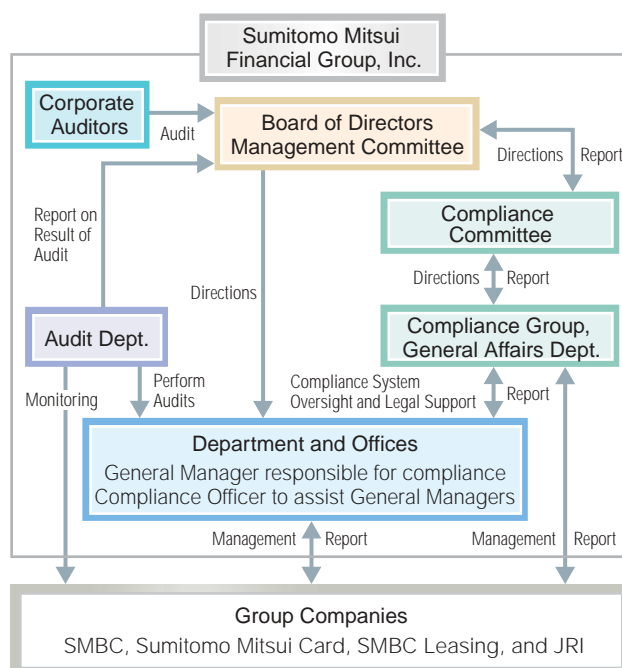 Sumitomo Mitsui
Financial Group, Inc.
Corporate
Auditors
Audit
Board of Directors
Management Committee
Directions
Report
Report on
Result of
Audit
Compliance
Committee
Directions
Directions
Report
Audit Dept.
Compliance Group,
General Affairs Dept.
Monitoring
Perform
Audits
Compliance System
Oversight and Legal Support
Report
Department and Offices
General Manager responsible for compliance
Compliance Officer to assist General Managers
Management
Report
Management
Report
Group Companies
SMBC, Sumitomo Mitsui Card, SMBC Leasing, and JRI